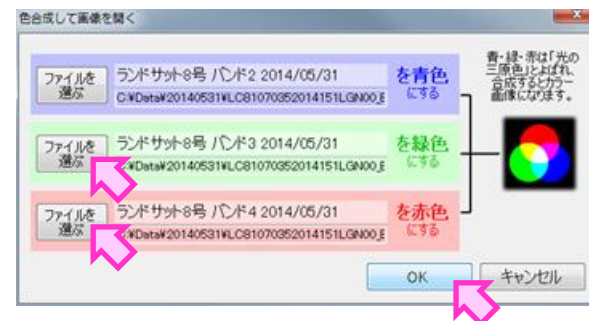 色合成して画像を開く
ファイルを
選ぶ
ランドサット8号 バンド2 2014/05/31
C:¥Data¥20140531¥LC81070352014151LGN00_B
を青色
にする
青・緑・赤は「光の
三原色」とよばれ、
合成するとカラー
画像になります。
ファイルを
選ぶ
ランドサット8号 バンド3 2014/05/31
:¥Data¥20140531¥LC81070352014151LGN00_B
を緑色
にする
ファイルを
選ぶ
ランドサット8号 バンド4 2014/05/31
:¥Data¥20140531¥LC81070352014151LGN00_B
を赤色
にする
OK
キャンセル